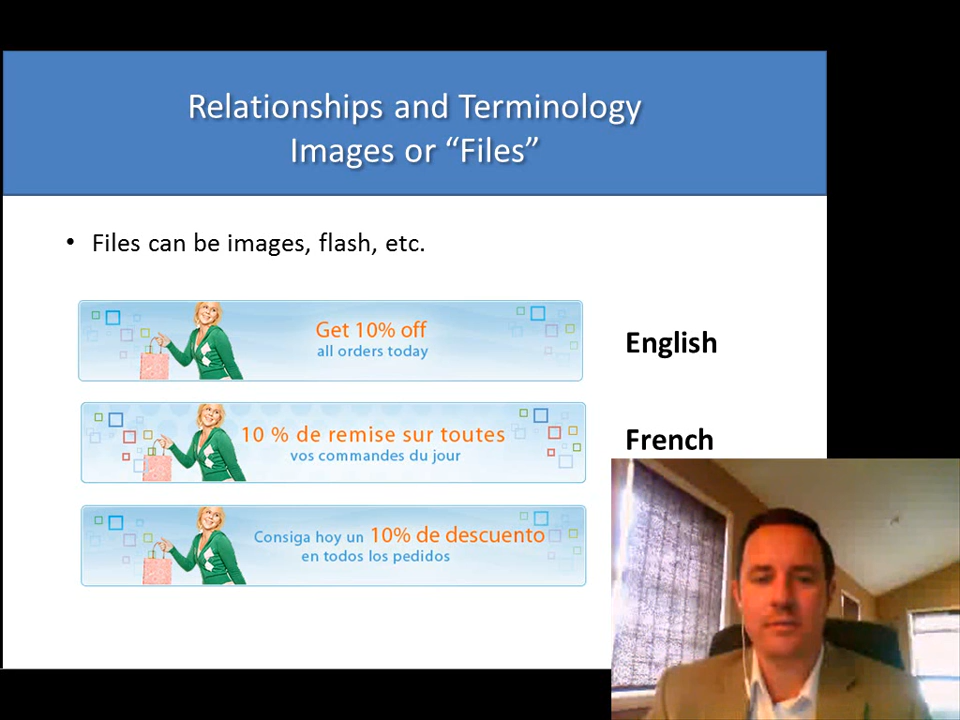 Relationships and Terminology
Images or “Files”
• Files can be images, flash, etc.
Get 10% off
all orders today
English
10 % de remise sur toutes
vos commandes du jour
French
Consiga hoy un 10% de descuento
en todos los pedidos